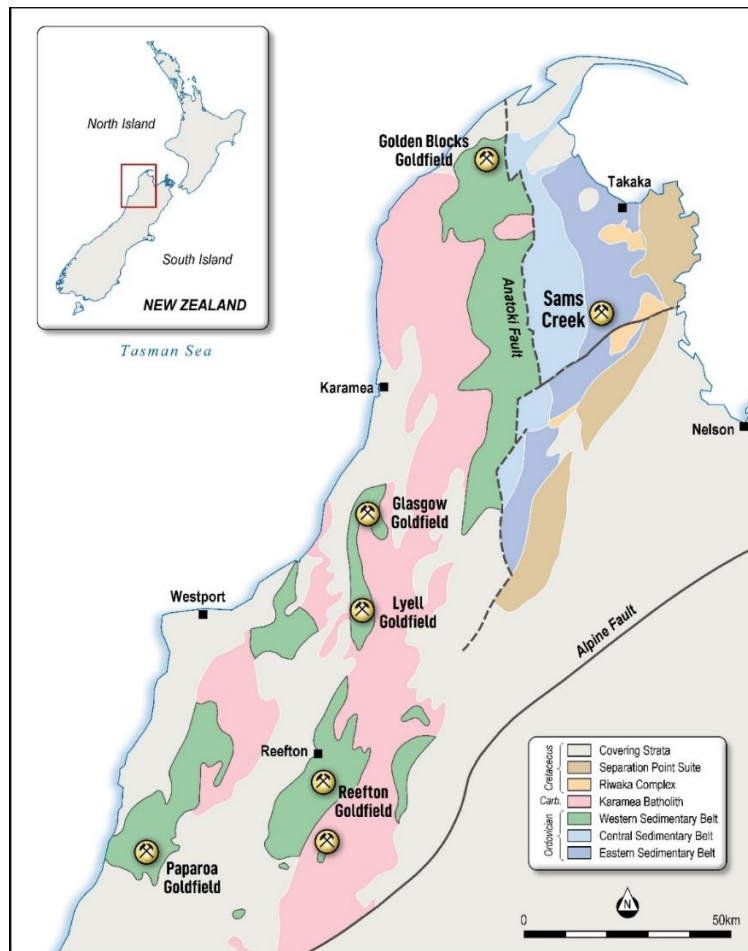 North Island
South Island
NEW ZEALAND
Tasman Sea
Golden Blocks
Goldfield
Takaka
Anatoki Fault
Sams
Creek
Karamea
Nelson
Glasgow
Goldfield
Westport
Lyell
Goldfield
Alpine Fault
Reefton
Reefton
Goldfield
Paparoa
Goldfield
Cretaceous
Carb.
Ordovician
Covering Strata
Separation Point Suite
Riwaka Complex
Karamea Batholith
Western Sedimentary Belt
Central Sedimentary Belt
Eastern Sedimentary Belt
N
0 50km